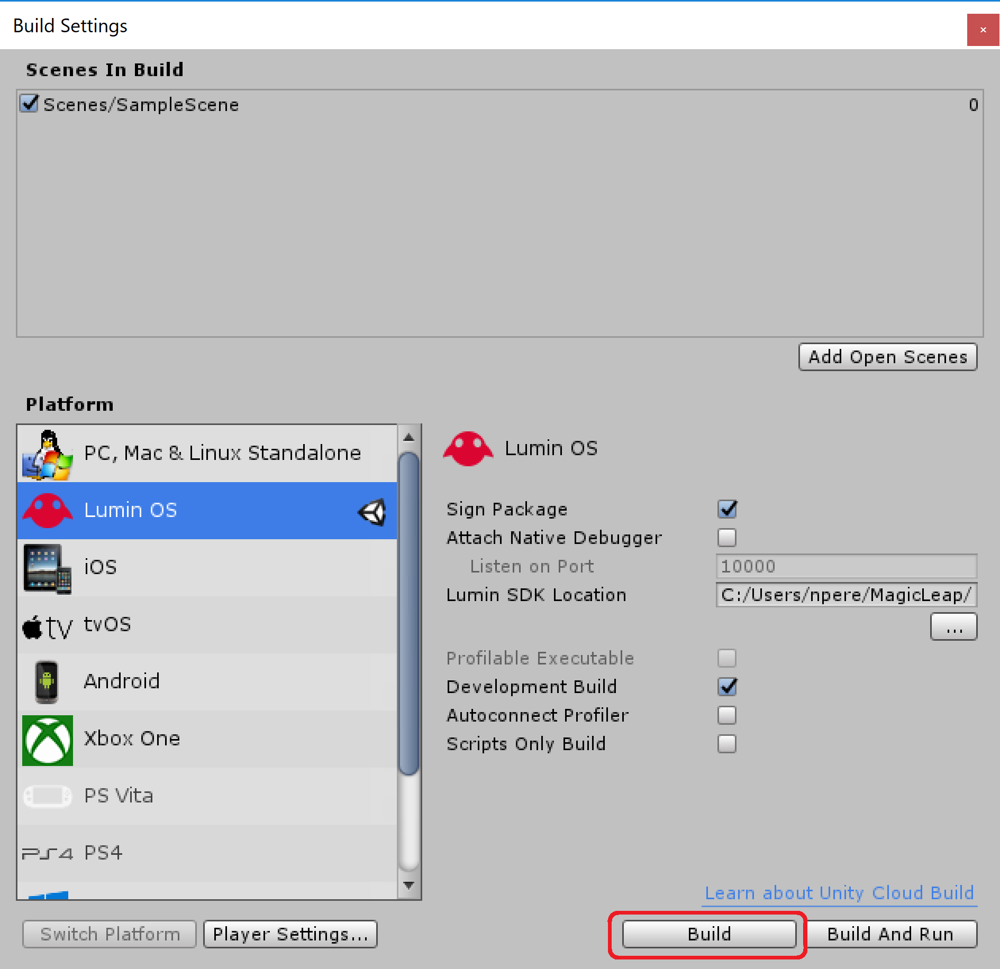 Build Settings
x
Scenes In Build
Scenes/SampleScene 0
Add Open Scenes
Platform
PC, Mac & Linux Standalone
Lumin OS
iOS
tv tvOS
Android
Xbox One
PS Vita
PS4 PS4
Lumin OS
Sign Package
Attach Native Debugger
Listen on Port 10000
Lumin SDK Location C:/Users/npere/MagicLeap/
...
Profilable Executable
Development Build
Autoconnect Profiler
Scripts Only Build
Learn about Unity Cloud Build
Switch Platform Player Settings... Build Build And Run